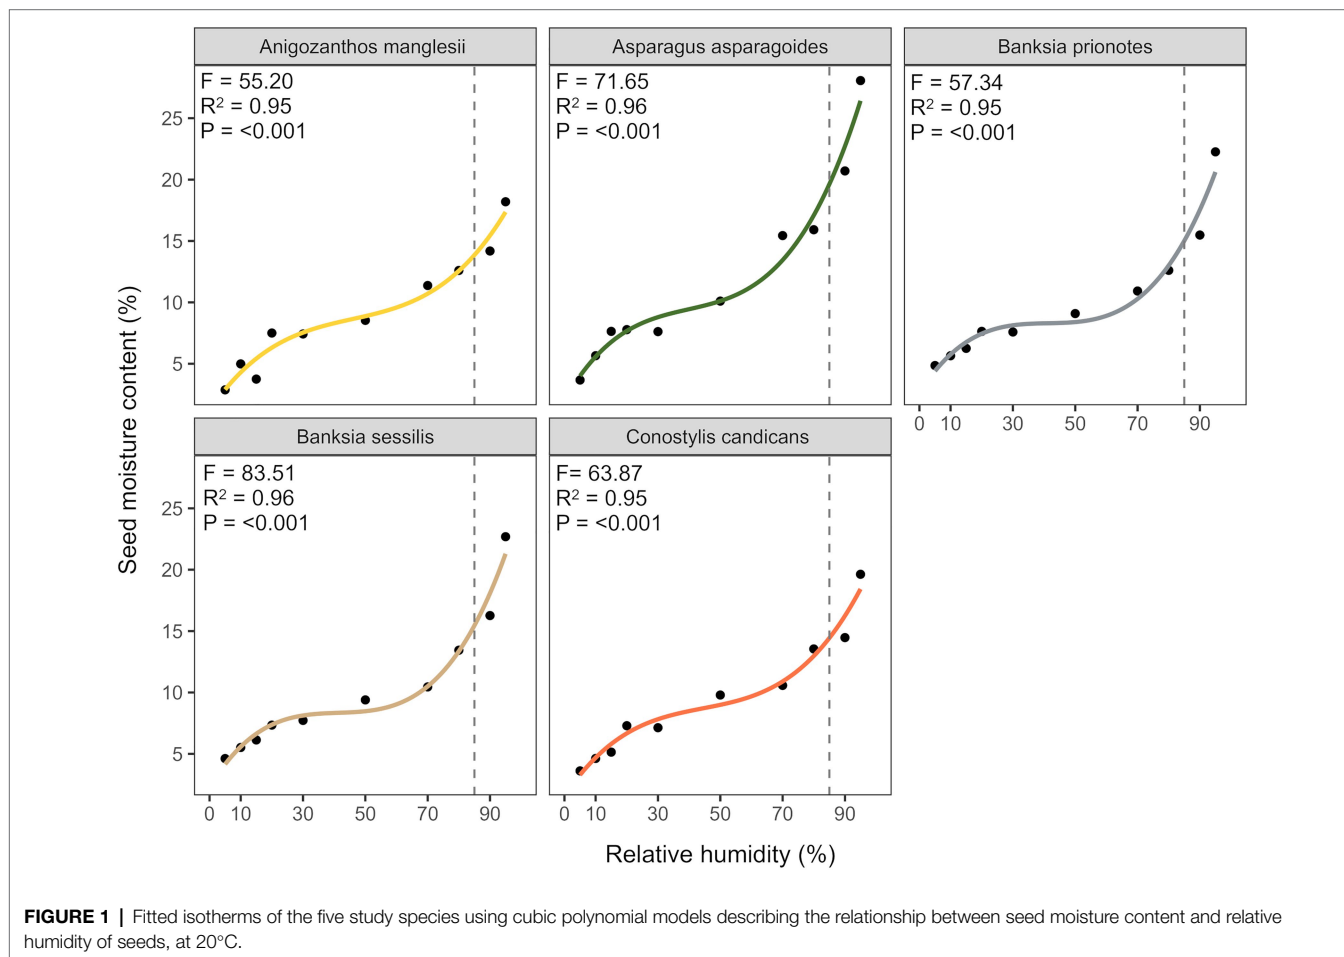 Anigozanthos manglesii
F = 55.20
R² = 0.95
P = <0.001
Asparagus asparagoides
F = 71.65
R² = 0.96
P = <0.001
Banksia prionotes
F = 57.34
R² = 0.95
P = <0.001
25
20
15
10
5
0 10 30 50 70 90
Seed moisture content (%)
Banksia sessilis
F = 83.51
R² = 0.96
P = <0.001
Conostylis candicans
F= 63.87
R² = 0.95
P = <0.001
25
20
15
10
5
0 10 30 50 70 90
0 10 30 50 70 90
Relative humidity (%)
FIGURE 1 | Fitted isotherms of the five study species using cubic polynomial models describing the relationship between seed moisture content and relative
humidity of seeds, at 20°C.